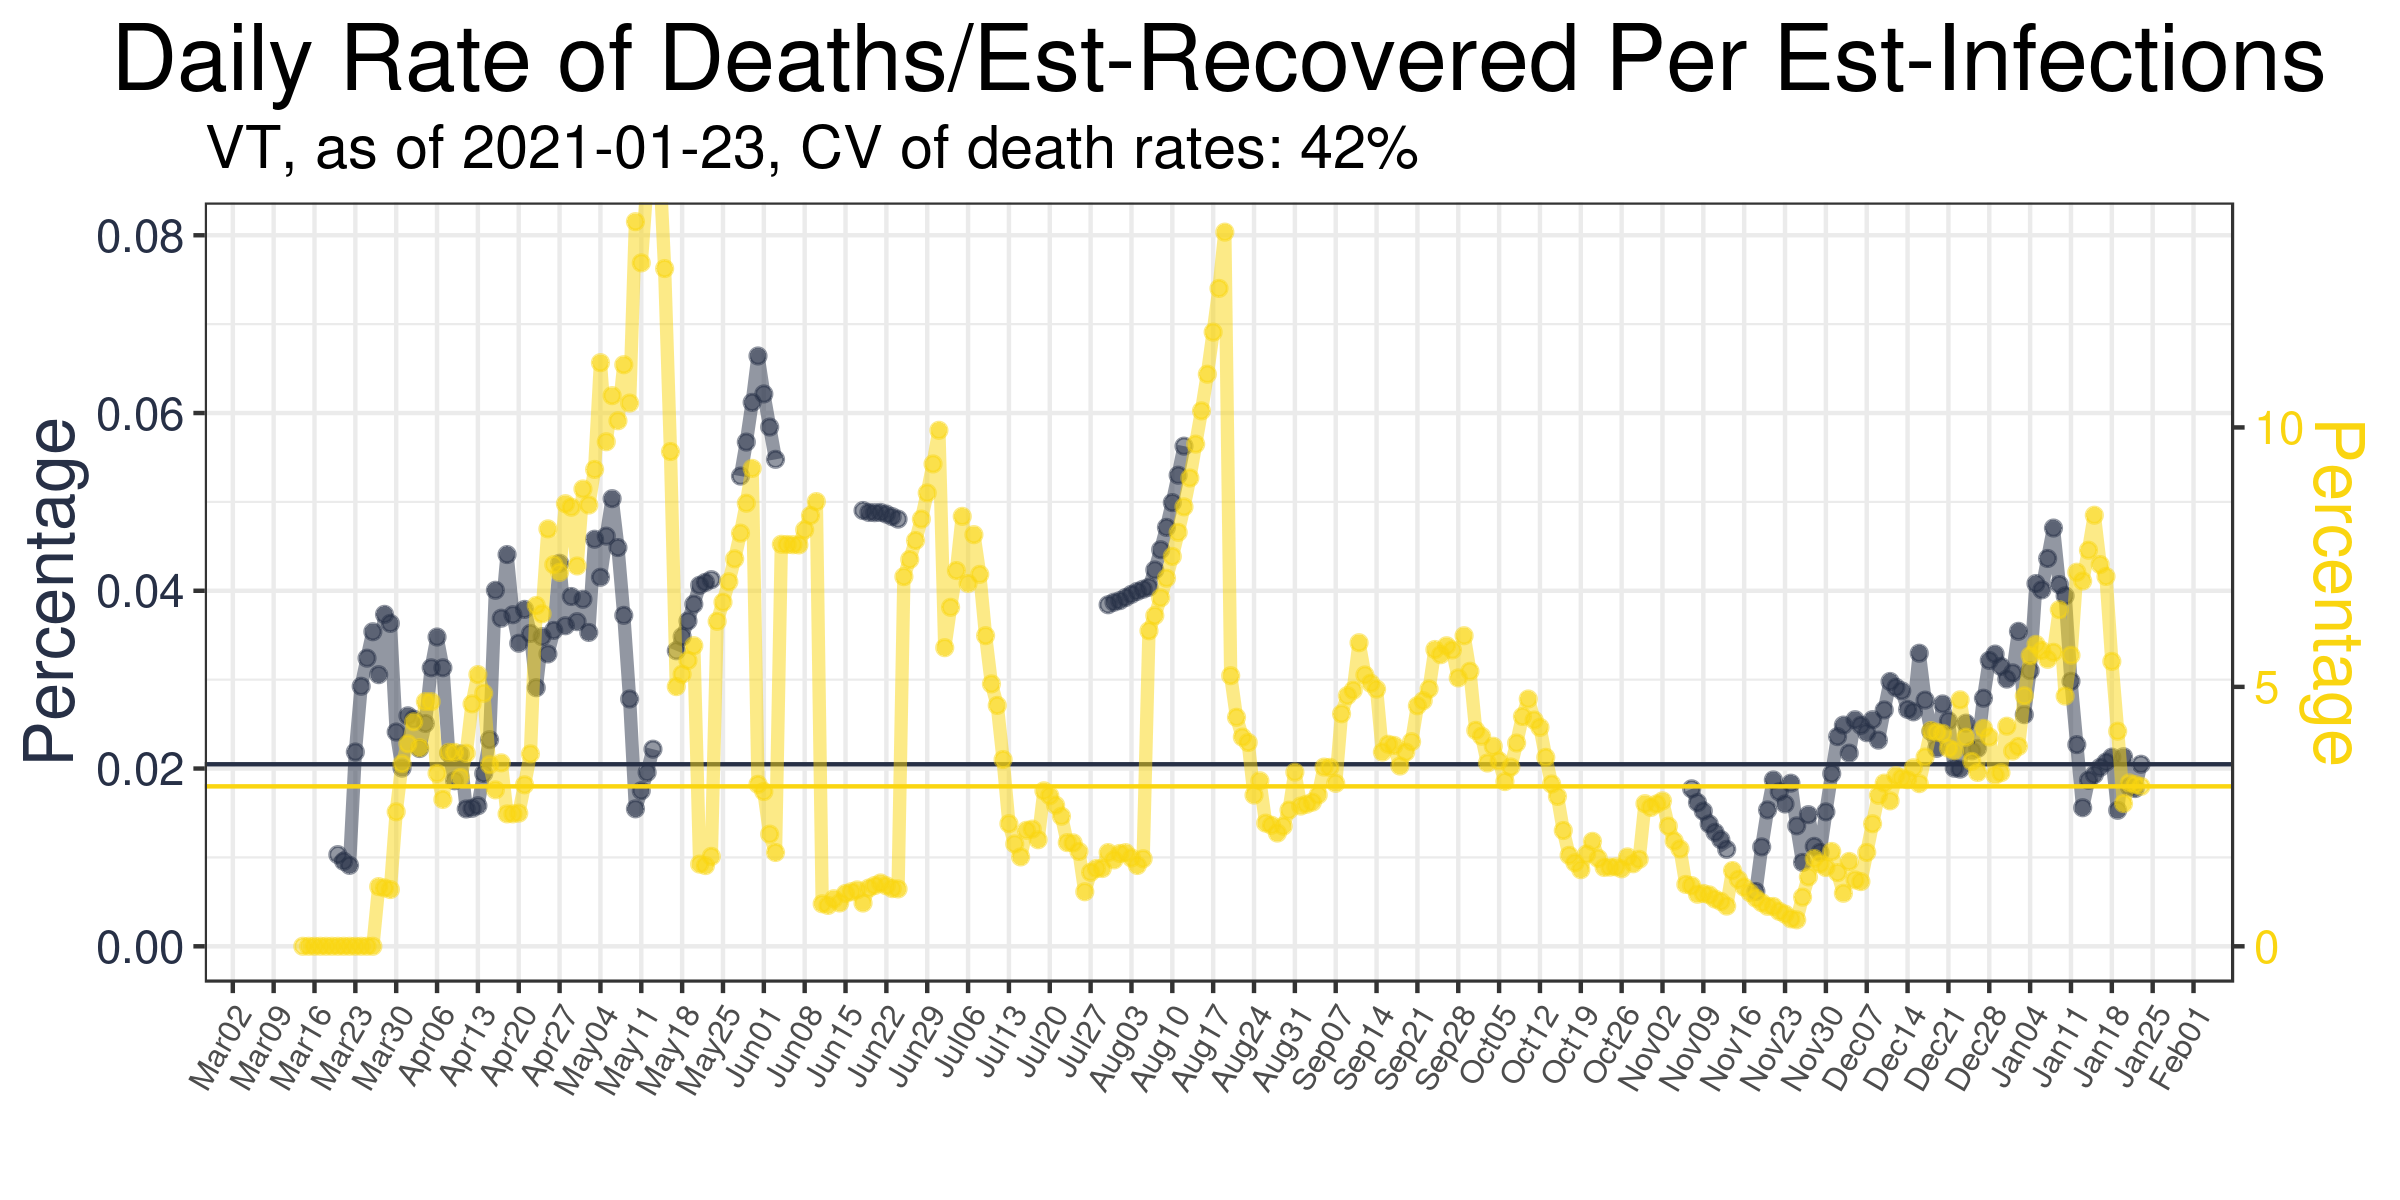 Daily Rate of Deaths/Est-Recovered Per Est-Infections
VT, as of 2021-01-23, CV of death rates: 42%
Percentage
0.08
0.06
0.04
0.02
0.00
10
5
0
Percentage
Mar02
Mar09
Mar16
Mar23
Mar30
Apr06
Apr13
Apr20
Apr27
May04
May11
May18
May25
Jun01
Jun08
Jun15
Jun22
Jun29
Jul06
Jul13
Jul20
Jul27
Aug03
Aug10
Aug17
Aug24
Aug31
Sep07
Sep14
Sep21
Sep28
Oct05
Oct12
Oct19
Oct26
Nov02
Nov09
Nov16
Nov23
Nov30
Dec07
Dec14
Dec21
Dec28
Jan04
Jan11
Jan18
Jan25
Feb01